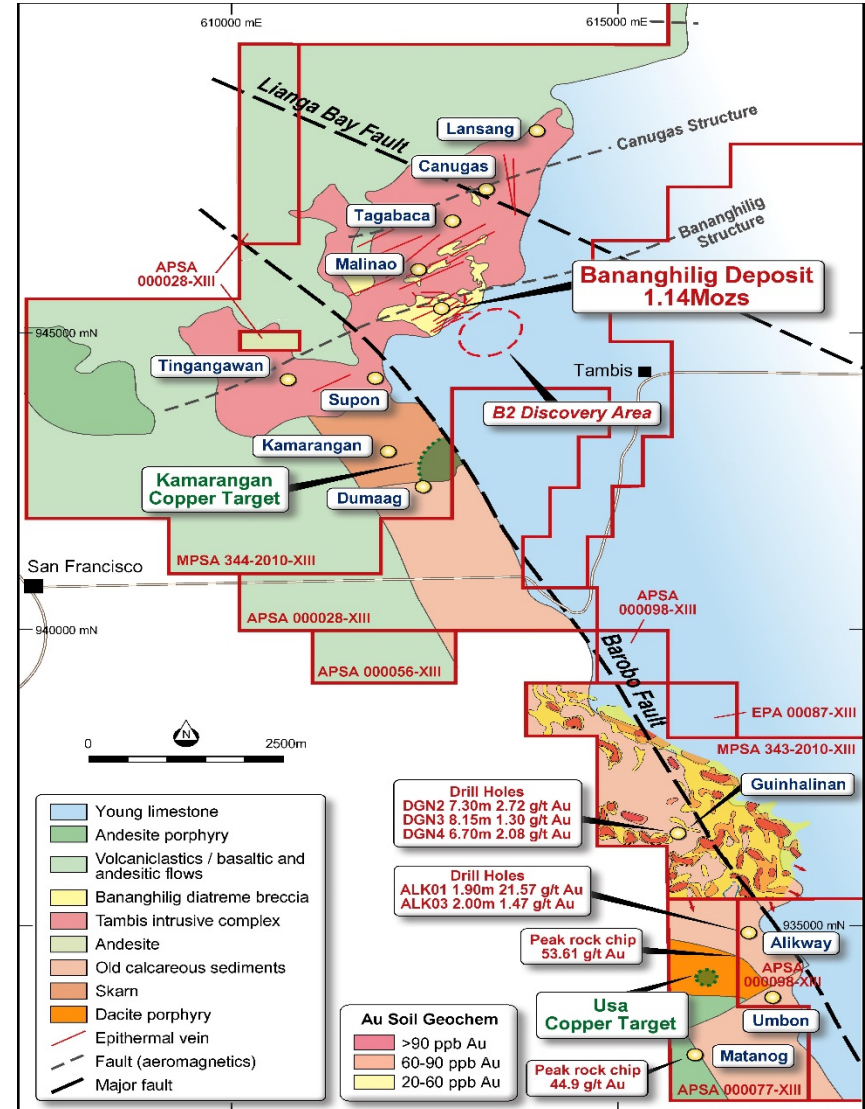 610000 mE
615000 mE
Lianga Bay Fault
Lansang
Canugas Structure
Canugas
Tagabaca
Bananghilig
Structure
APSA
000028-XIII
Malinao
Bananghilig Deposit
1.14Mozs
945000 mN
Tingangawan
Tambis
Supon
B2 Discovery Area
Kamarangan
Kamarangan
Copper Target
Dumaag
San Francisco
MPSA 344-2010-XIII
APSA
000098-XIII
APSA 000028-XIII
940000 mN
APSA 000056-XIII
Barobo Fault
EPA 00087-XIII
N
0
2500m
MPSA 343-2010-XIII
Guinhalinan
Drill Holes
DGN2 7.30m 2.72 g/t Au
DGN3 8.15m 1.30 g/t Au
DGN4 6.70m 2.08 g/t Au
Drill Holes
ALK01 1.90m 21.57 g/t Au
ALK03 2.00m 1.47 g/t Au
935000 mN
Alikway
Peak rock chip
53.61 g/t Au
APSA
000098-XIII
Usa
Copper Target
Umbon
Matanog
Peak rock chip
44.9 g/t Au
APSA 000077-XIII
Young limestone
Andesite porphyry
Volcaniclastics / basaltic and
andesitic flows
Bananghilig diatreme breccia
Tambis intrusive complex
Andesite
Old calcareous sediments
Skarn
Dacite porphyry
Epithermal vein
Fault (aeromagnetics)
Major fault
Au Soil Geochem
>90 ppb Au
60-90 ppb Au
20-60 ppb Au